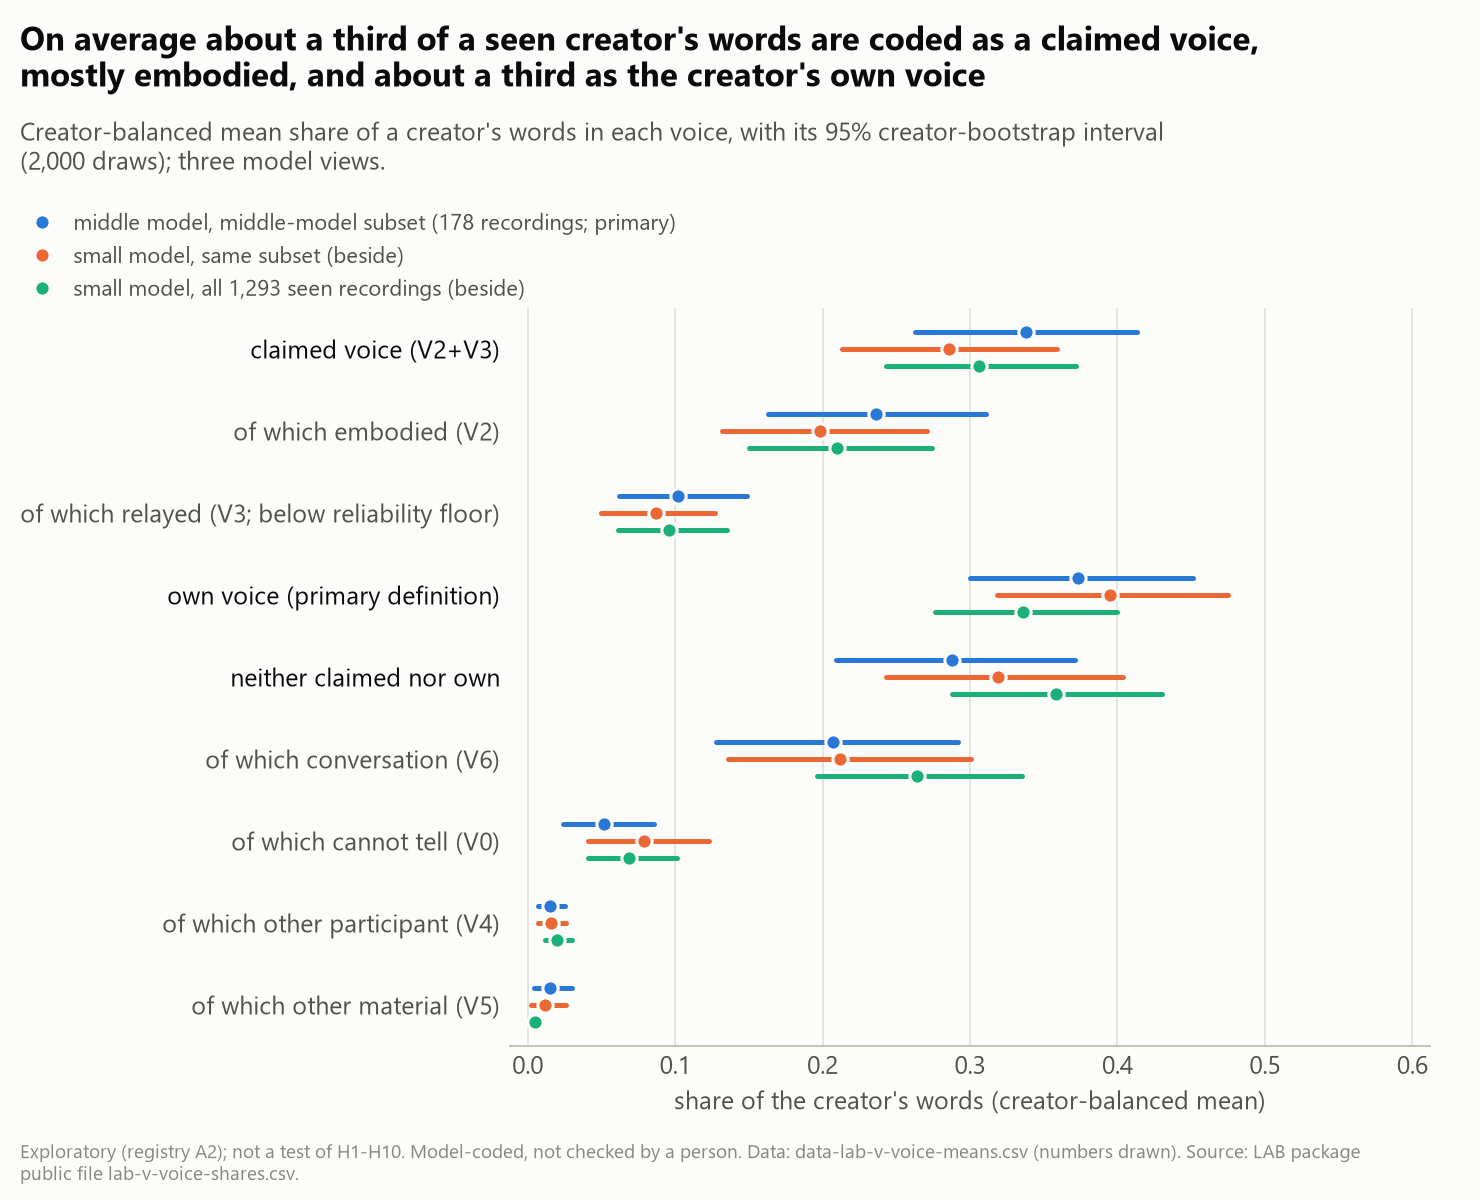 On average about a third of a seen creator's words are coded as a claimed voice,
mostly embodied, and about a third as the creator's own voice
Creator-balanced mean share of a creator's words in each voice, with its 95% creator-bootstrap interval
(2,000 draws); three model views.
middle model, middle-model subset (178 recordings; primary)
small model, same subset (beside)
small model, all 1,293 seen recordings (beside)
claimed voice (V2+V3)
of which embodied (V2)
of which relayed (V3; below reliability floor)
own voice (primary definition)
neither claimed nor own
of which conversation (V6)
of which cannot tell (V0)
of which other participant (V4)
of which other material (V5)
0.0 0.1 0.2 0.3 0.4 0.5 0.6
share of the creator's words (creator-balanced mean)
Exploratory (registry A2); not a test of H1-H10. Model-coded, not checked by a person. Data: data-lab-v-voice-means.csv (numbers drawn). Source: LAB package
public file lab-v-voice-shares.csv.